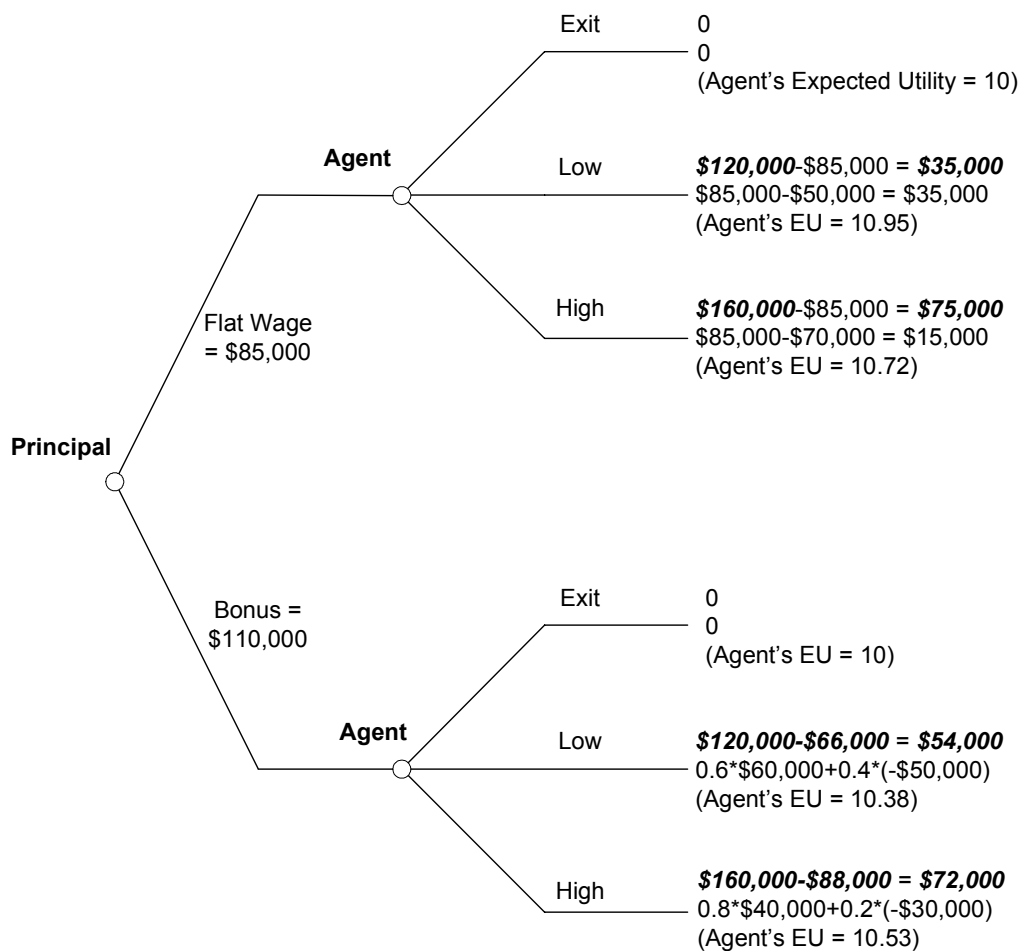 Exit
0
0
(Agent's Expected Utility = 10)
Agent
Low
$120,000-$85,000 = $35,000
$85,000-$50,000 = $35,000
(Agent's EU = 10.95)
High
$160,000-$85,000 = $75,000
$85,000-$70,000 = $15,000
(Agent's EU = 10.72)
Flat Wage
= $85,000
Principal
Bonus =
$110,000
Exit
0
0
(Agent's EU = 10)
Agent
Low
$120,000-$66,000 = $54,000
0.6*$60,000+0.4*(-$50,000)
(Agent's EU = 10.38)
High
$160,000-$88,000 = $72,000
0.8*$40,000+0.2*(-$30,000)
(Agent's EU = 10.53)